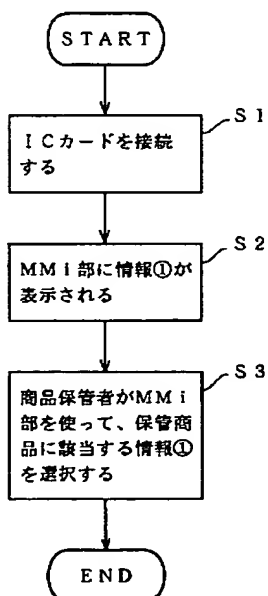 START
S1
ICカードを接続
する
S2
MMi部に情報①が
表示される
S3
商品保管者がMMi
部を使って、保管商
品に該当する情報①
を選択する
END